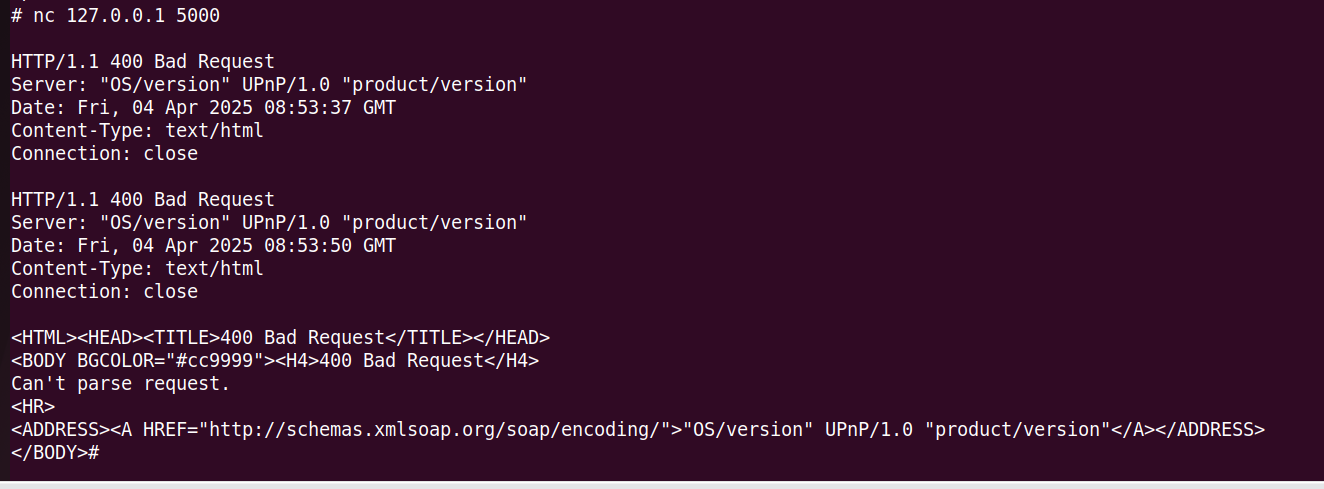 # nc 127.0.0.1 5000
HTTP/1.1 400 Bad Request
Server: "OS/version" UPnP/1.0 "product/version"
Date: Fri, 04 Apr 2025 08:53:37 GMT
Content-Type: text/html
Connection: close
HTTP/1.1 400 Bad Request
Server: "OS/version" UPnP/1.0 "product/version"
Date: Fri, 04 Apr 2025 08:53:50 GMT
Content-Type: text/html
Connection: close
<HTML><HEAD><TITLE>400 Bad Request</TITLE></HEAD>
<BODY BGCOLOR="#cc9999"><H4>400 Bad Request</H4>
Can't parse request.
<HR>
<ADDRESS><A HREF="http://schemas.xmlsoap.org/soap/encoding/">"OS/version" UPnP/1.0 "product/version"</A></ADDRESS>
</BODY>#